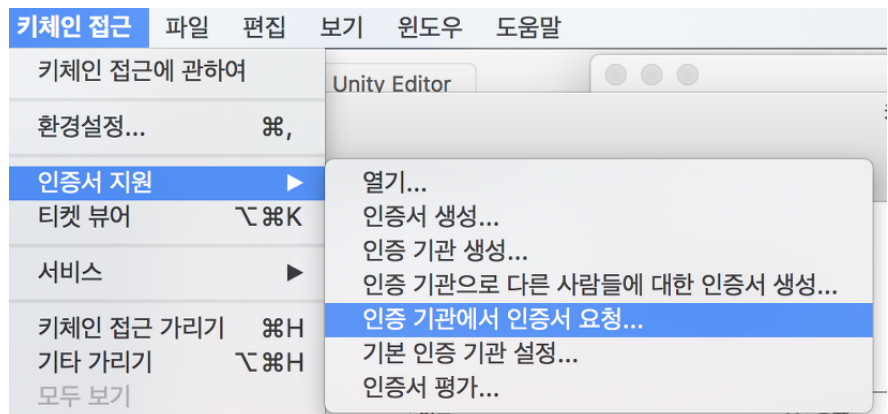 키체인 접근 파일 편집 보기 윈도우 도움말
키체인 접근에 관하여
Unity Editor
환경설정... ⌘,
인증서 지원 ▶
티켓 뷰어 ⌥⌘K
서비스 ▶
키체인 접근 가리기 ⌘H
기타 가리기 ⌥⌘H
모두 보기
열기...
인증서 생성...
인증 기관 생성...
인증 기관으로 다른 사람들에 대한 인증서 생성...
인증 기관에서 인증서 요청...
기본 인증 기관 설정...
인증서 평가...